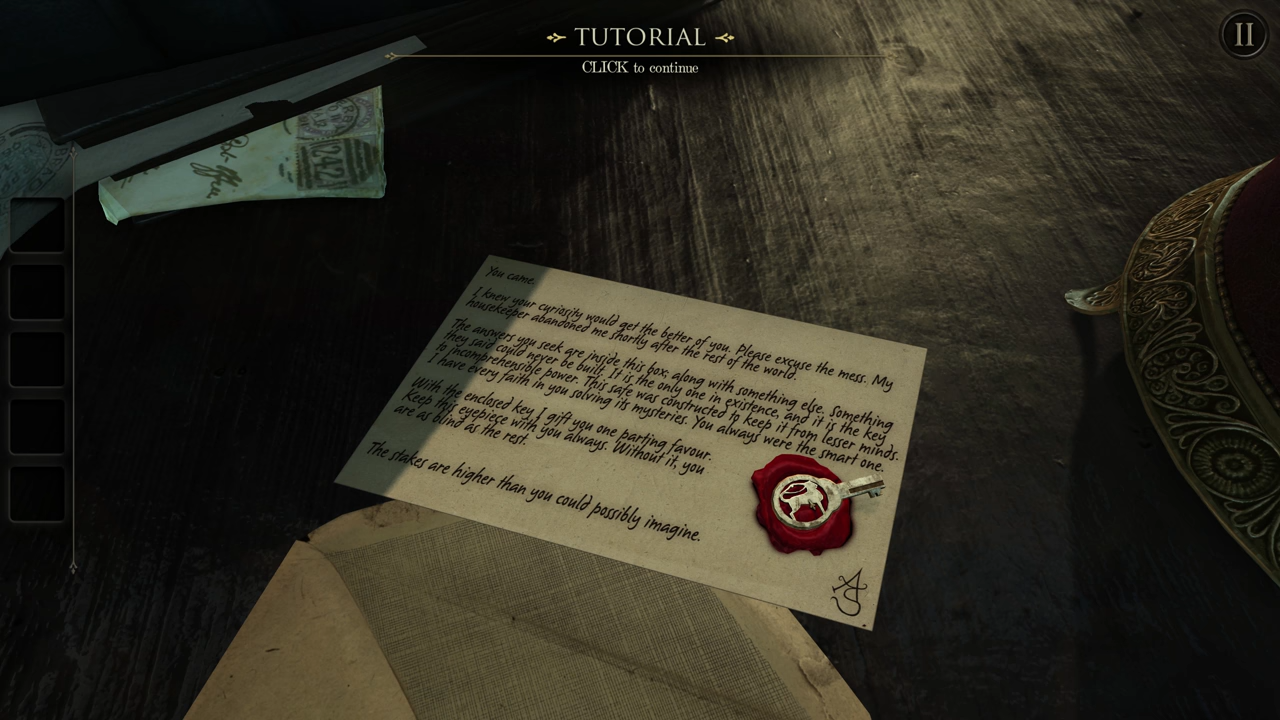 TUTORIAL
CLICK to continue
1242
You came.
I knew your curiosity would get the better of you. Please excuse the mess. My
housekeeper abandoned me shortly after the rest of the world.
The answers you seek are inside this box; along with something else. Something
they said could never be built. It is the only one in existence, and it is the key
to incomprehensible power. This safe was constructed to keep it from lesser minds.
I have every faith in you solving its mysteries. You always were the smart one.
With the enclosed key I gift you one parting favour.
Keep this eyepiece with you always. Without it, you
are as blind as the rest.
The stakes are higher than you could possibly imagine.